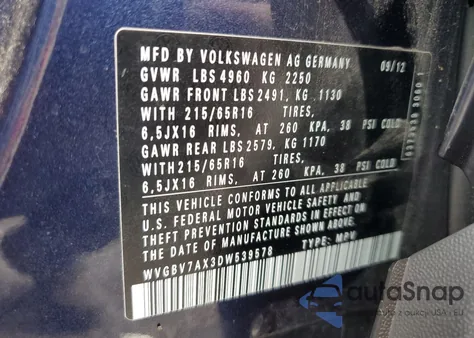 MFD BY VOLKSWAGEN AG GERMANY
09/12
GVWR LBS 4960 KG 2250
GAWR FRONT LBS 2491, KG 1130
WITH 215/65R16 TIRES,
6,5JX16 RIMS, AT 260 KPA, 38 PSI COLD
GAWR REAR LBS 2579, KG 1170
WITH 215/65R16 TIRES,
6,5JX16 RIMS, AT 260 KPA, 38 PSI COLD
THIS VEHICLE CONFORMS TO ALL APPLICABLE
U.S. FEDERAL MOTOR VEHICLE SAFETY AND
THEFT PREVENTION STANDARDS IN EFFECT ON
THE DATE OF MANUFACTURE SHOWN ABOVE.
WVGBV7AX3DW539578 TYPE: MPV
autoSnap
YOUR AUTO INDUSTRY SOURCE